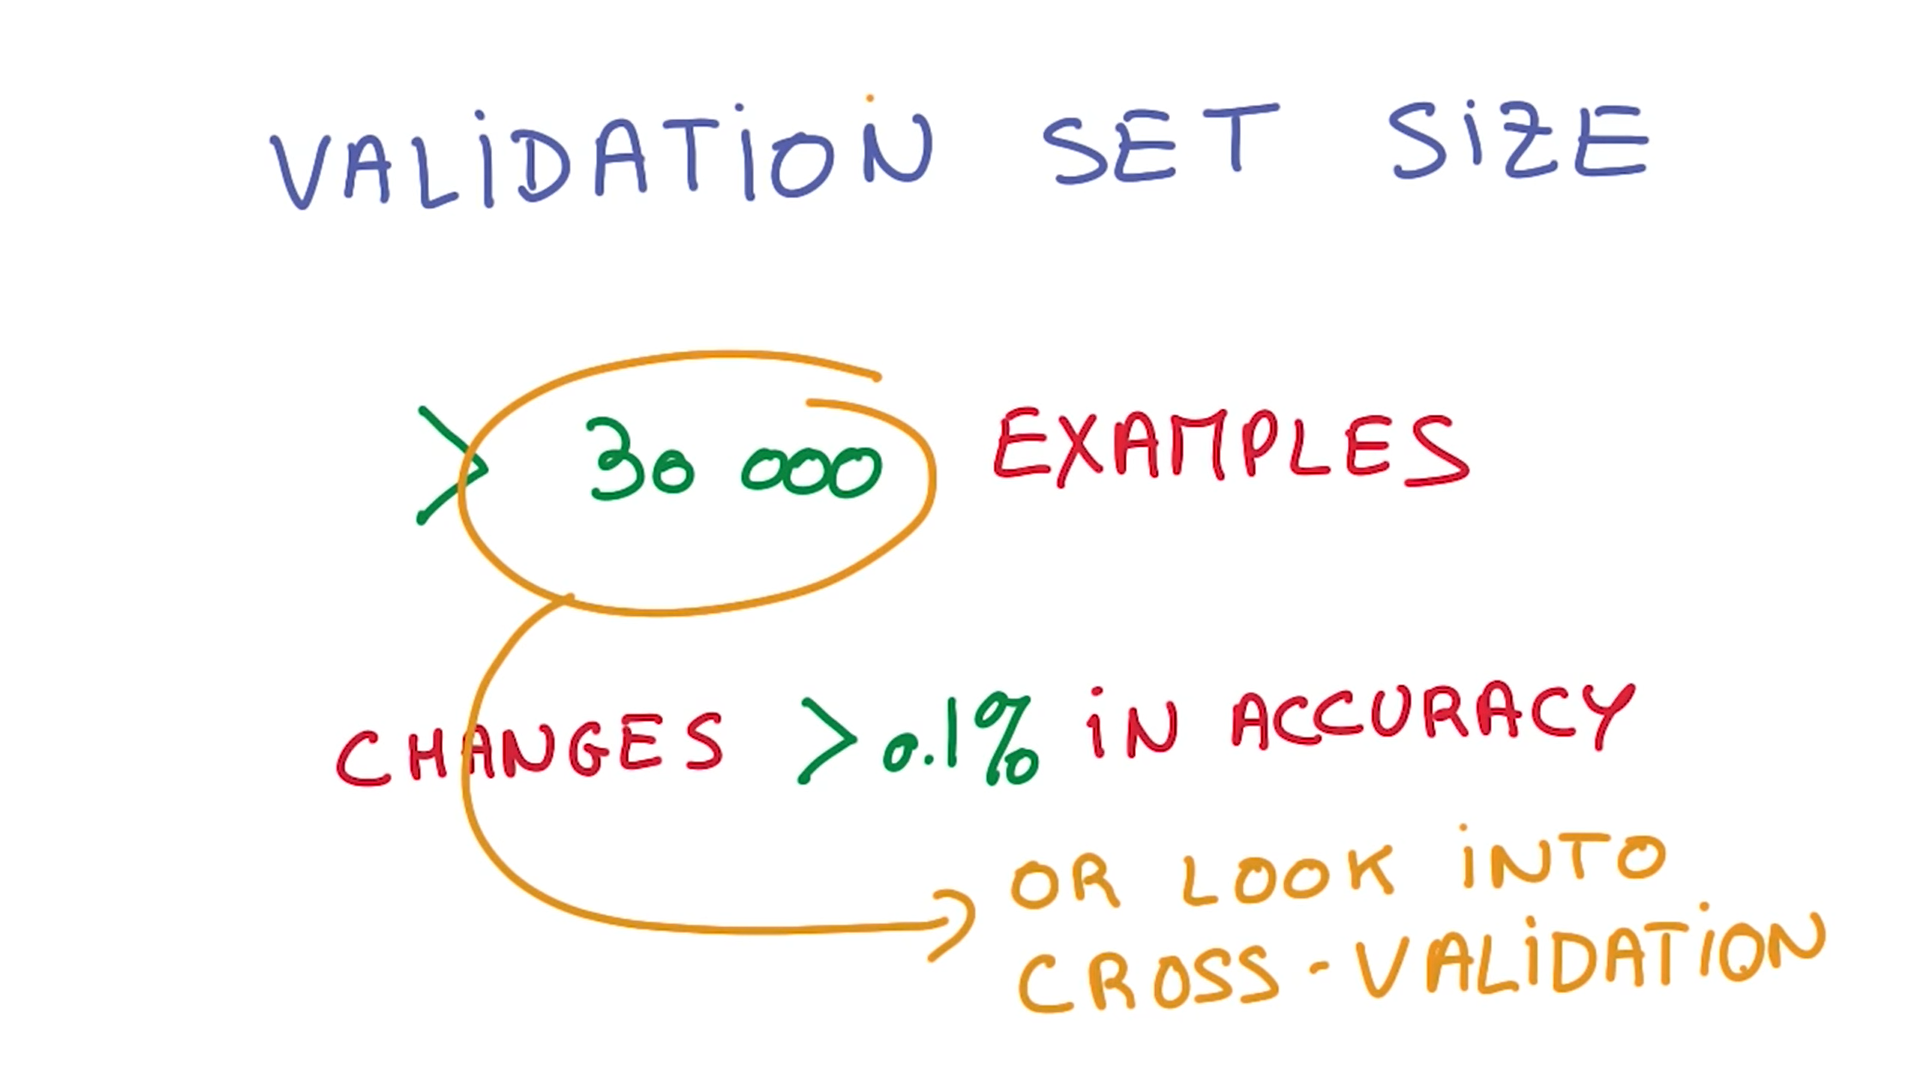 VALiDATiON SET SiZE
> 30 000 EXAMPLES
CHANGES > 0.1% iN ACCURACY
OR LOOK iNTO
CROSS-VALiDATiON